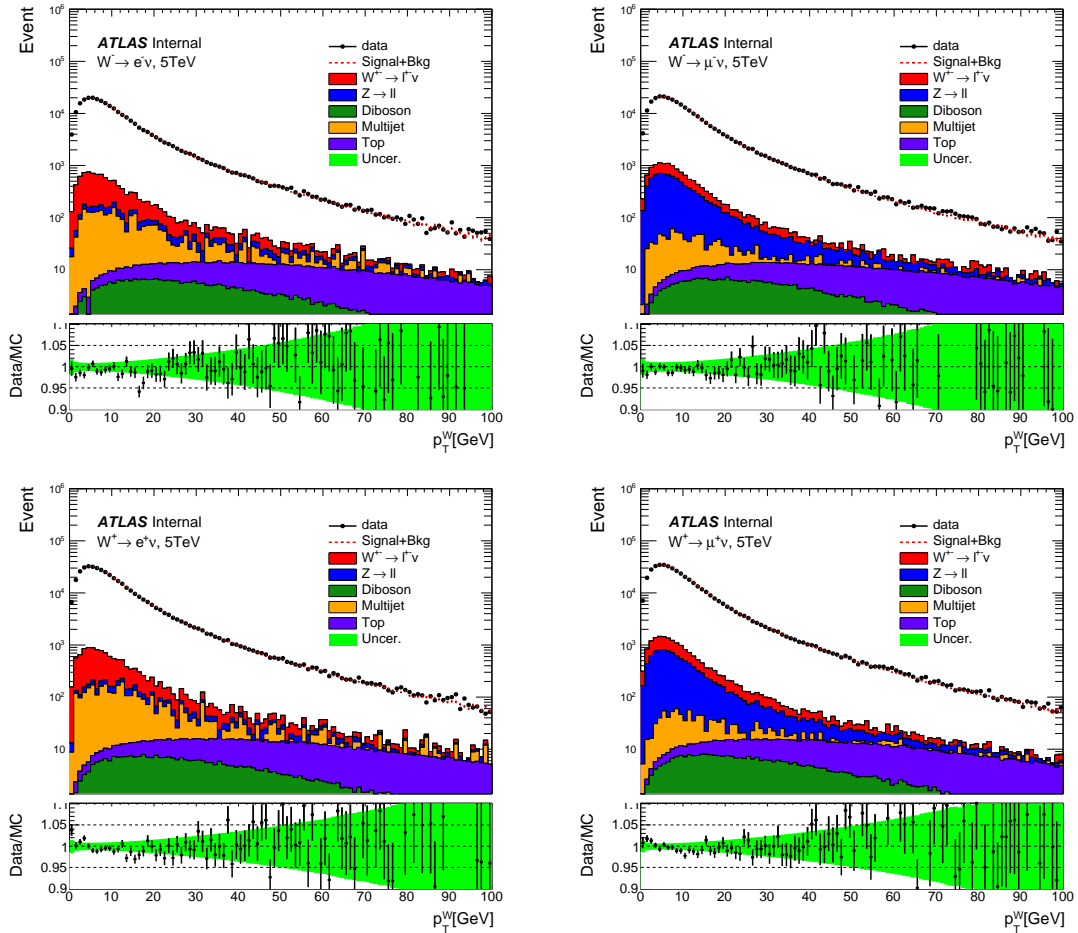 Event
10⁶
10⁵
10⁴
10³
10²
10
ATLAS Internal
W⁻→ e⁻ν, 5TeV
data
Signal+Bkg
W⁺⁻ → l⁺⁻v
Z → ll
Diboson
Multijet
Top
Uncer.
Data/MC
1.1
1.05
1
0.95
0.9
0 10 20 30 40 50 60 70 80 90 100
p_T^W[GeV]
Event
10⁶
10⁵
10⁴
10³
10²
10
ATLAS Internal
W⁻→ μ⁻ν, 5TeV
data
Signal+Bkg
W⁺⁻ → l⁺⁻v
Z → ll
Diboson
Multijet
Top
Uncer.
Data/MC
1.1
1.05
1
0.95
0.9
0 10 20 30 40 50 60 70 80 90 100
p_T^W[GeV]
Event
10⁶
10⁵
10⁴
10³
10²
10
ATLAS Internal
W⁺→ e⁺ν, 5TeV
data
Signal+Bkg
W⁺⁻ → l⁺⁻v
Z → ll
Diboson
Multijet
Top
Uncer.
Data/MC
1.1
1.05
1
0.95
0.9
0 10 20 30 40 50 60 70 80 90 100
p_T^W[GeV]
Event
10⁶
10⁵
10⁴
10³
10²
10
ATLAS Internal
W⁺→ μ⁺ν, 5TeV
data
Signal+Bkg
W⁺⁻ → l⁺⁻v
Z → ll
Diboson
Multijet
Top
Uncer.
Data/MC
1.1
1.05
1
0.95
0.9
0 10 20 30 40 50 60 70 80 90 100
p_T^W[GeV]